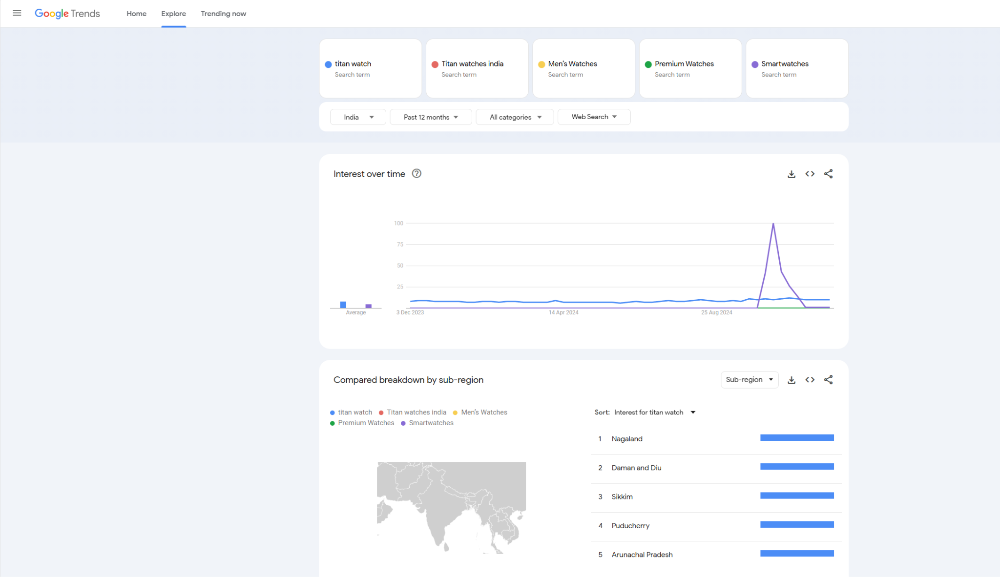 Google Trends
Home
Explore
Trending now
titan watch
Search term
Titan watches india
Search term
Men's Watches
Search term
Premium Watches
Search term
Smartwatches
Search term
India
Past 12 months
All categories
Web Search
Interest over time
?
100
75
50
25
Average
3 Dec 2023
14 Apr 2024
25 Aug 2024
Compared breakdown by sub-region
Sub-region
titan watch
Titan watches india
Men's Watches
Premium Watches
Smartwatches
Sort: Interest for titan watch
1 Nagaland
2 Daman and Diu
3 Sikkim
4 Puducherry
5 Arunachal Pradesh